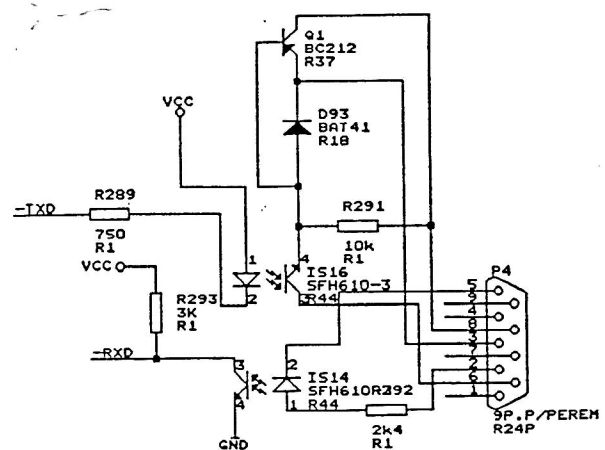 Q1
BC212
R37
VCC
D93
BAT41
R18
R289
-TXD
750
R1
R291
10k
R1
VCC
1
2
4
3
IS16
SFH610-3
R44
P4
5
9
4
8
3
7
2
6
1
R293
3K
R1
-RXD
3
4
2
1
IS14
R44
R292
2k4
R1
GND
9P.P/PEREM
R24P